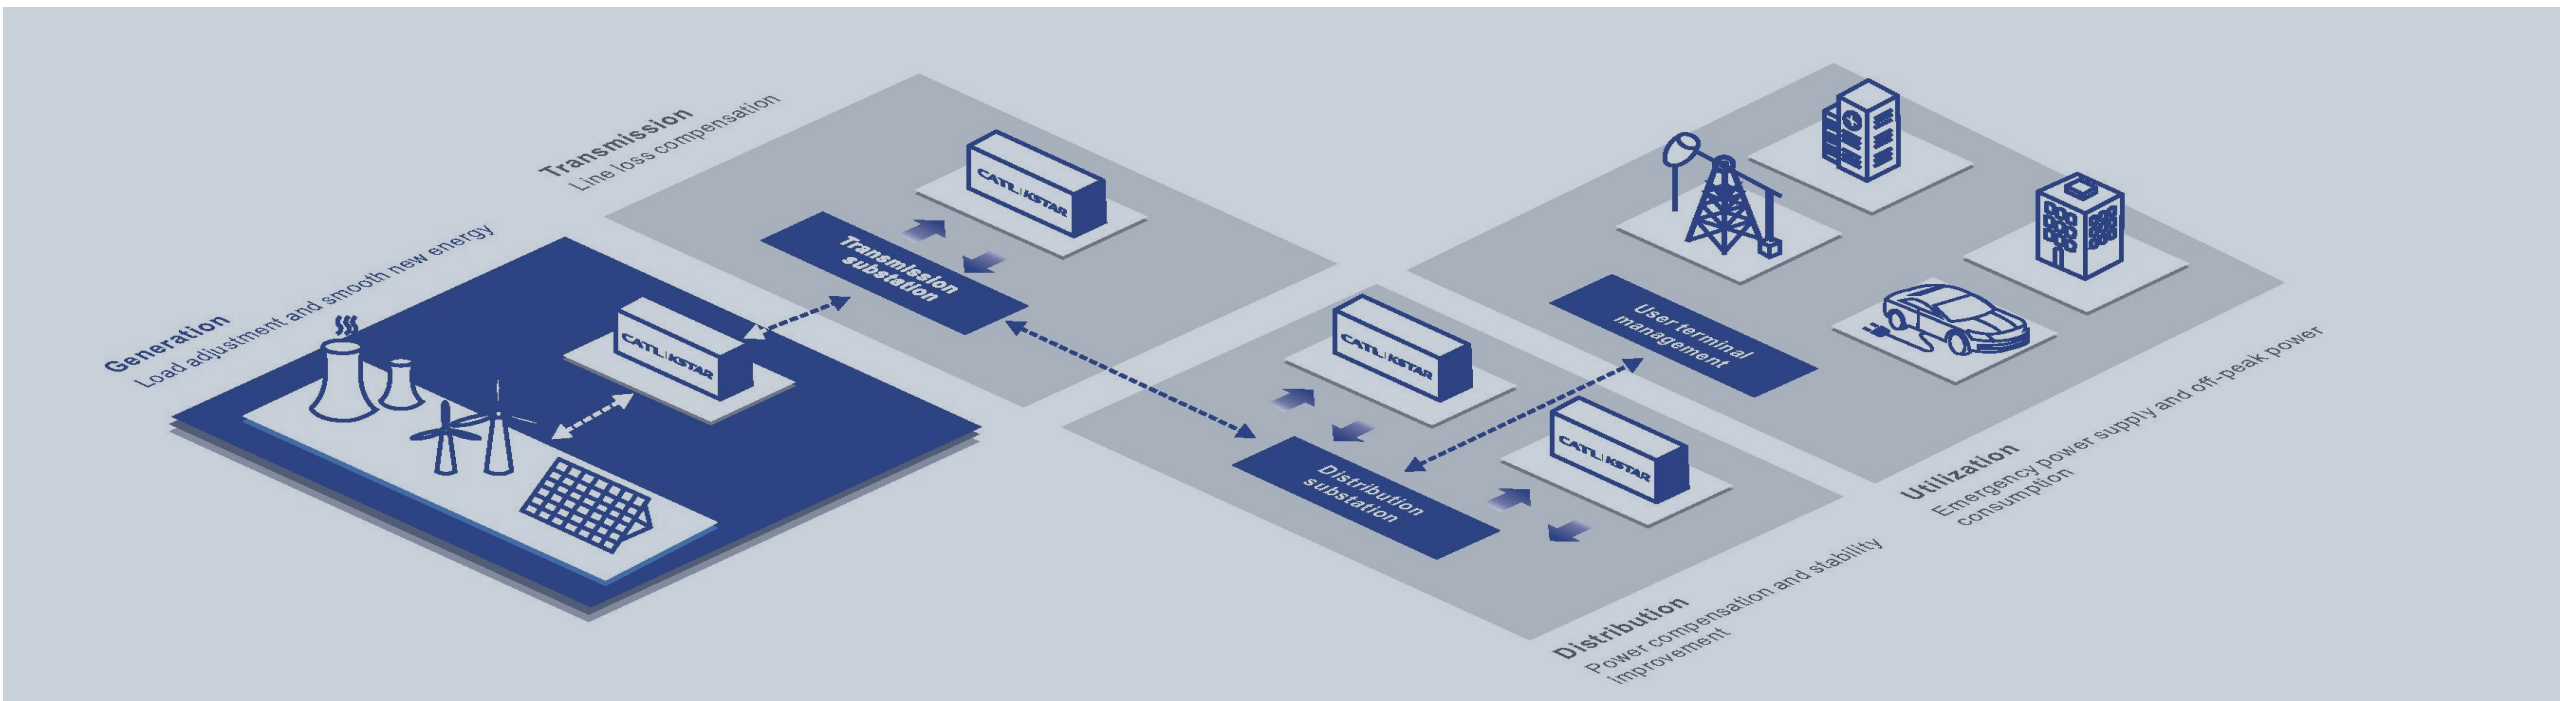 Generation
Load adjustment and smooth new energy
CATL KSTAR
Transmission
Line loss compensation
CATL KSTAR
Transmission
substation
CATL KSTAR
CATL KSTAR
Distribution
substation
Distribution
Power compensation and stability
improvement
User terminal
management
Utilization
Emergency power supply and off-peak power
consumption